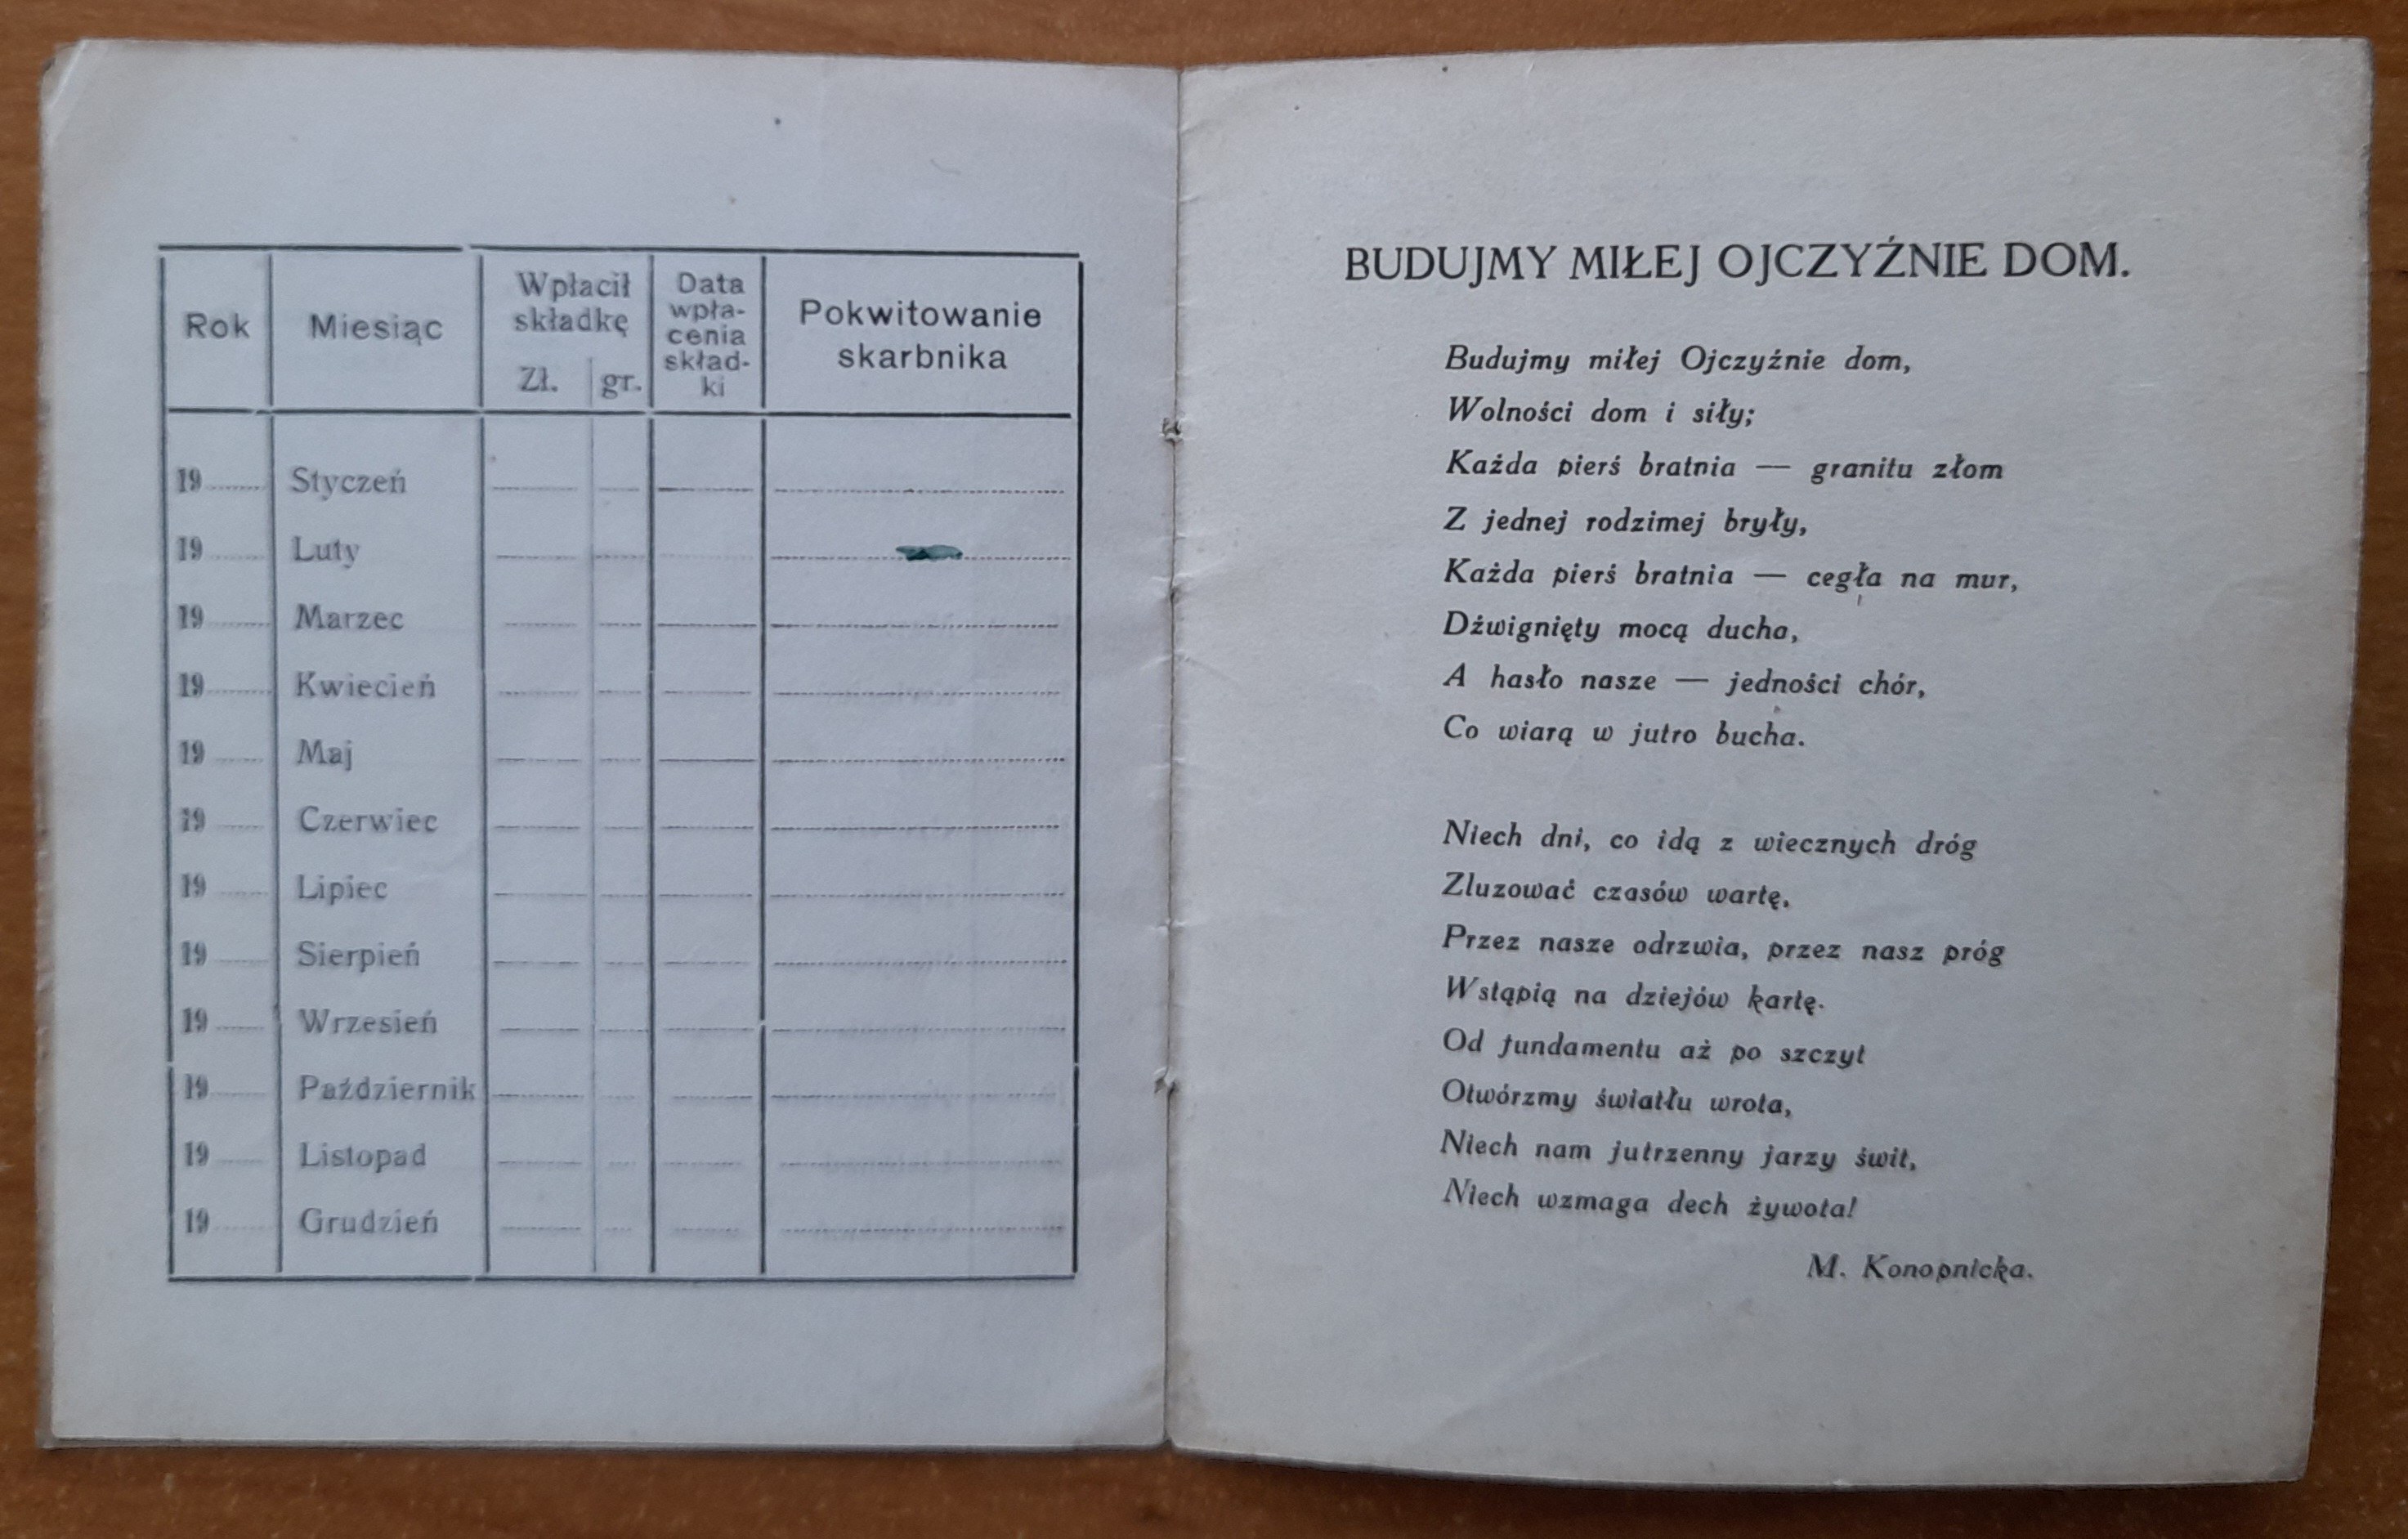 Rok Miesiąc Wpłacił składkę Zł. gr. Data wpła-cenia skład-ki Pokwitowanie skarbnika
19 Styczeń
19 Luty
19 Marzec
19 Kwiecień
19 Maj
19 Czerwiec
19 Lipiec
19 Sierpień
19 Wrzesień
19 Październik
19 Listopad
19 Grudzień
BUDUJMY MIŁEJ OJCZYŹNIE DOM.
Budujmy miłej Ojczyźnie dom,
Wolności dom i siły;
Każda pierś bratnia — granitu złom
Z jednej rodzimej bryły,
Każda pierś bratnia — cegła na mur,
Dźwignięty mocą ducha,
A hasło nasze — jedności chór,
Co wiarą w jutro bucha.
Niech dni, co idą z wiecznych dróg
Zluzować czasów wartę,
Przez nasze odrzwia, przez nasz próg
Wstąpią na dziejów kartę.
Od fundamentu aż po szczyt
Otwórzmy światłu wrota,
Niech nam jutrzenny jarzy świt,
Niech wzmaga dech żywota!
M. Konopnicka.